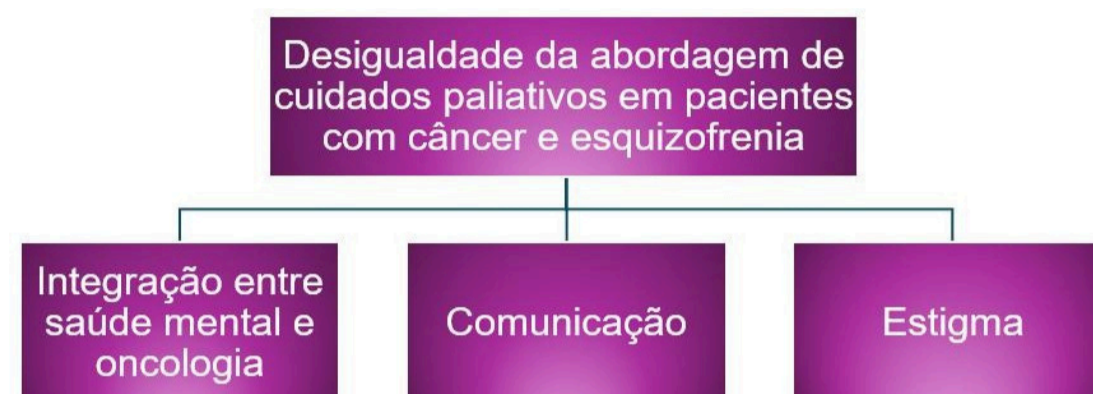 Desigualdade da abordagem de
cuidados paliativos em pacientes
com câncer e esquizofrenia
Integração entre
saúde mental e
oncologia
Comunicação
Estigma